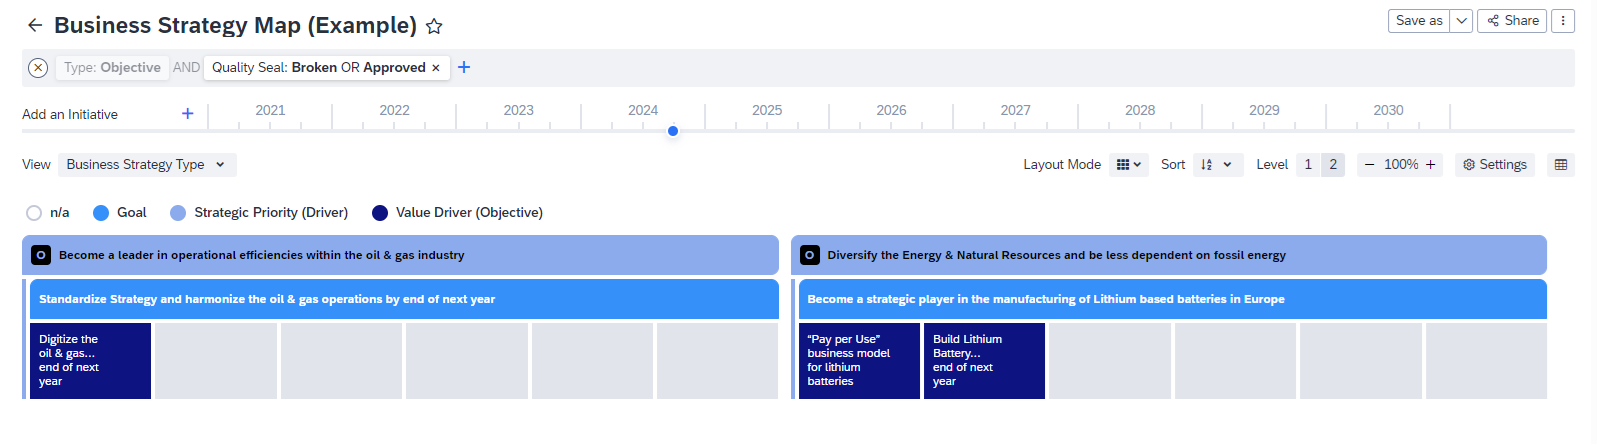 Business Strategy Map (Example)
Save as
Share
Type: Objective AND Quality Seal: Broken OR Approved × +
Add an Initiative +
2021 2022 2023 2024 2025 2026 2027 2028 2029 2030
View Business Strategy Type
Layout Mode Sort Level 1 2 − 100% + Settings
n/a Goal Strategic Priority (Driver) Value Driver (Objective)
O Become a leader in operational efficiencies within the oil & gas industry
Standardize Strategy and harmonize the oil & gas operations by end of next year
Digitize the
oil & gas...
end of next
year
O Diversify the Energy & Natural Resources and be less dependent on fossil energy
Become a strategic player in the manufacturing of Lithium based batteries in Europe
“Pay per Use”
business model
for lithium
batteries
Build Lithium
Battery...
end of next
year